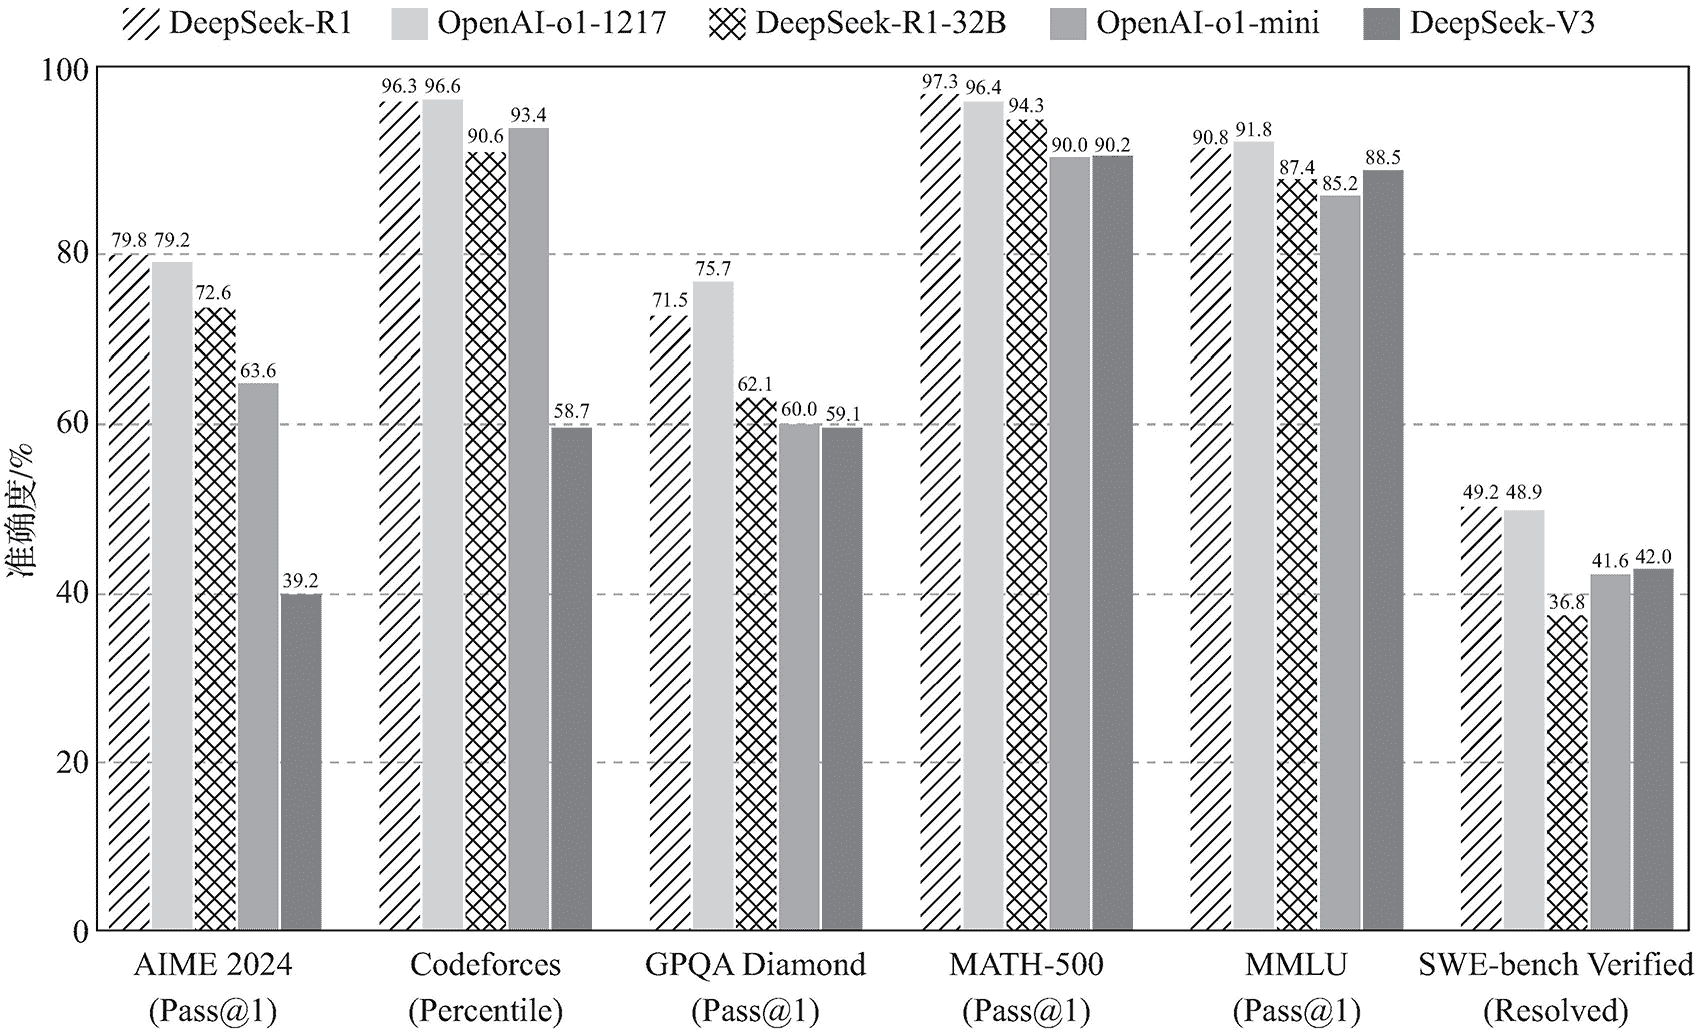 DeepSeek-R1 OpenAI-o1-1217 DeepSeek-R1-32B OpenAI-o1-mini DeepSeek-V3
准确度/%
100
80
60
40
20
0
79.8 79.2 72.6 63.6 39.2
96.3 96.6 90.6 93.4 58.7
71.5 75.7 62.1 60.0 59.1
97.3 96.4 94.3 90.0 90.2
90.8 91.8 87.4 85.2 88.5
49.2 48.9 36.8 41.6 42.0
AIME 2024 Codeforces GPQA Diamond MATH-500 MMLU SWE-bench Verified
(Pass@1) (Percentile) (Pass@1) (Pass@1) (Pass@1) (Resolved)